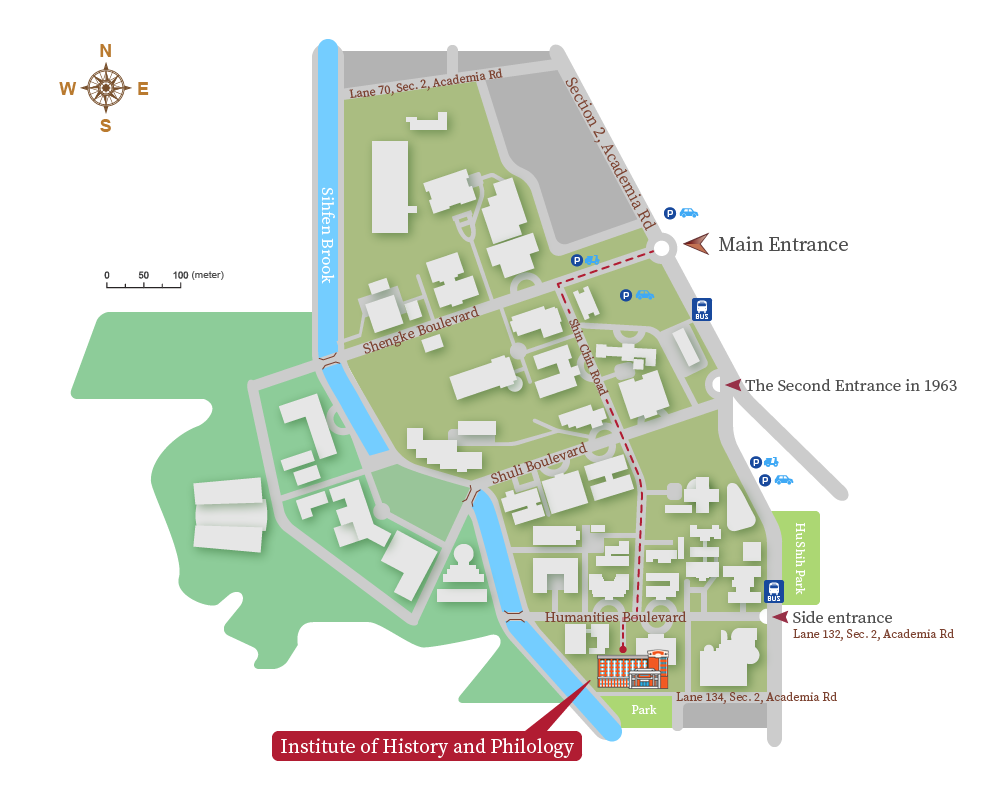 N
W
E
S
Lane 70, Sec. 2, Academia Rd
Section 2, Academia Rd
Sihfen Brook
P
Main Entrance
P
0 50 100 (meter)
P
BUS
Shengke Boulevard
Shin Chin Road
The Second Entrance in 1963
Shuli Boulevard
P
P
HuShih Park
BUS
Humanities Boulevard
Side entrance
Lane 132, Sec. 2, Academia Rd
Lane 134, Sec. 2, Academia Rd
Park
Institute of History and Philology